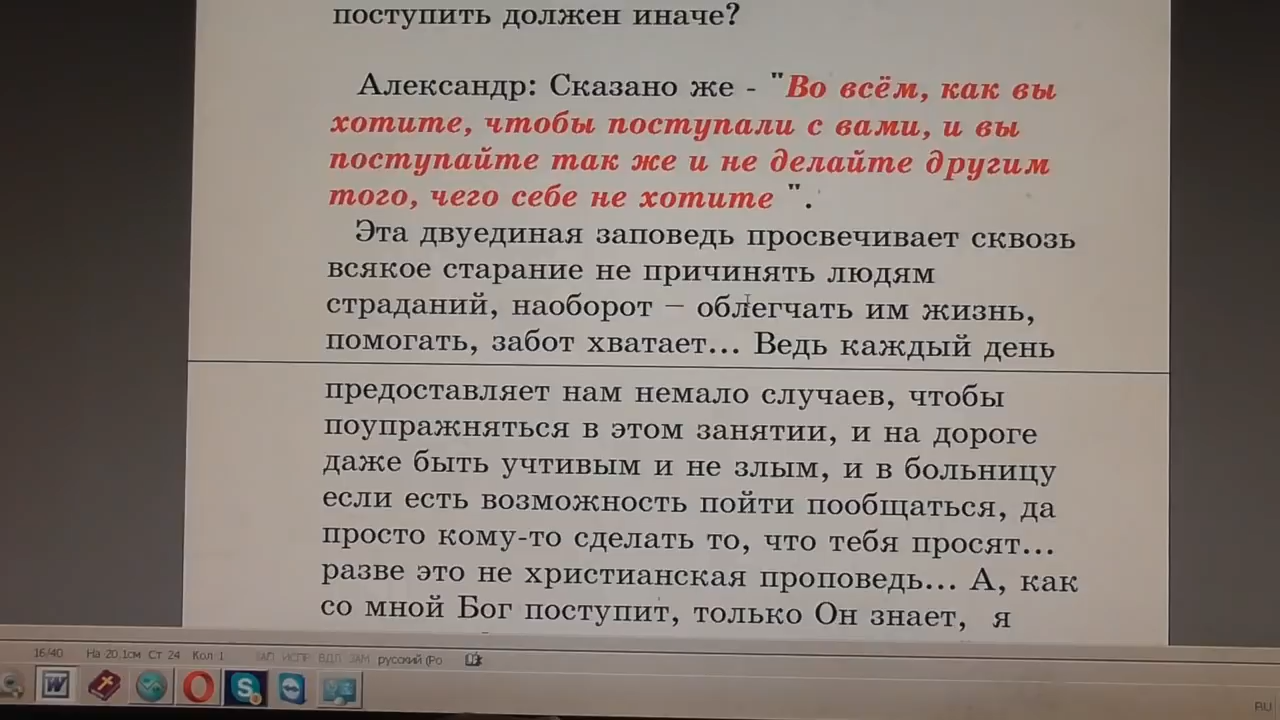 поступить должен иначе?
Александр: Сказано же - "Во всём, как вы
хотите, чтобы поступали с вами, и вы
поступайте так же и не делайте другим
того, чего себе не хотите ".
Эта двуединая заповедь просвечивает сквозь
всякое старание не причинять людям
страданий, наоборот – облегчать им жизнь,
помогать, забот хватает... Ведь каждый день
предоставляет нам немало случаев, чтобы
поупражняться в этом занятии, и на дороге
даже быть учтивым и не злым, и в больницу
если есть возможность пойти пообщаться, да
просто кому-то сделать то, что тебя просят...
разве это не христианская проповедь... А, как
со мной Бог поступит, только Он знает, я
16/40 На 20,1см Ст 24 Кол 1 ЗАП ИСПР ВДЛ ЗАМ русский (Ро
RU